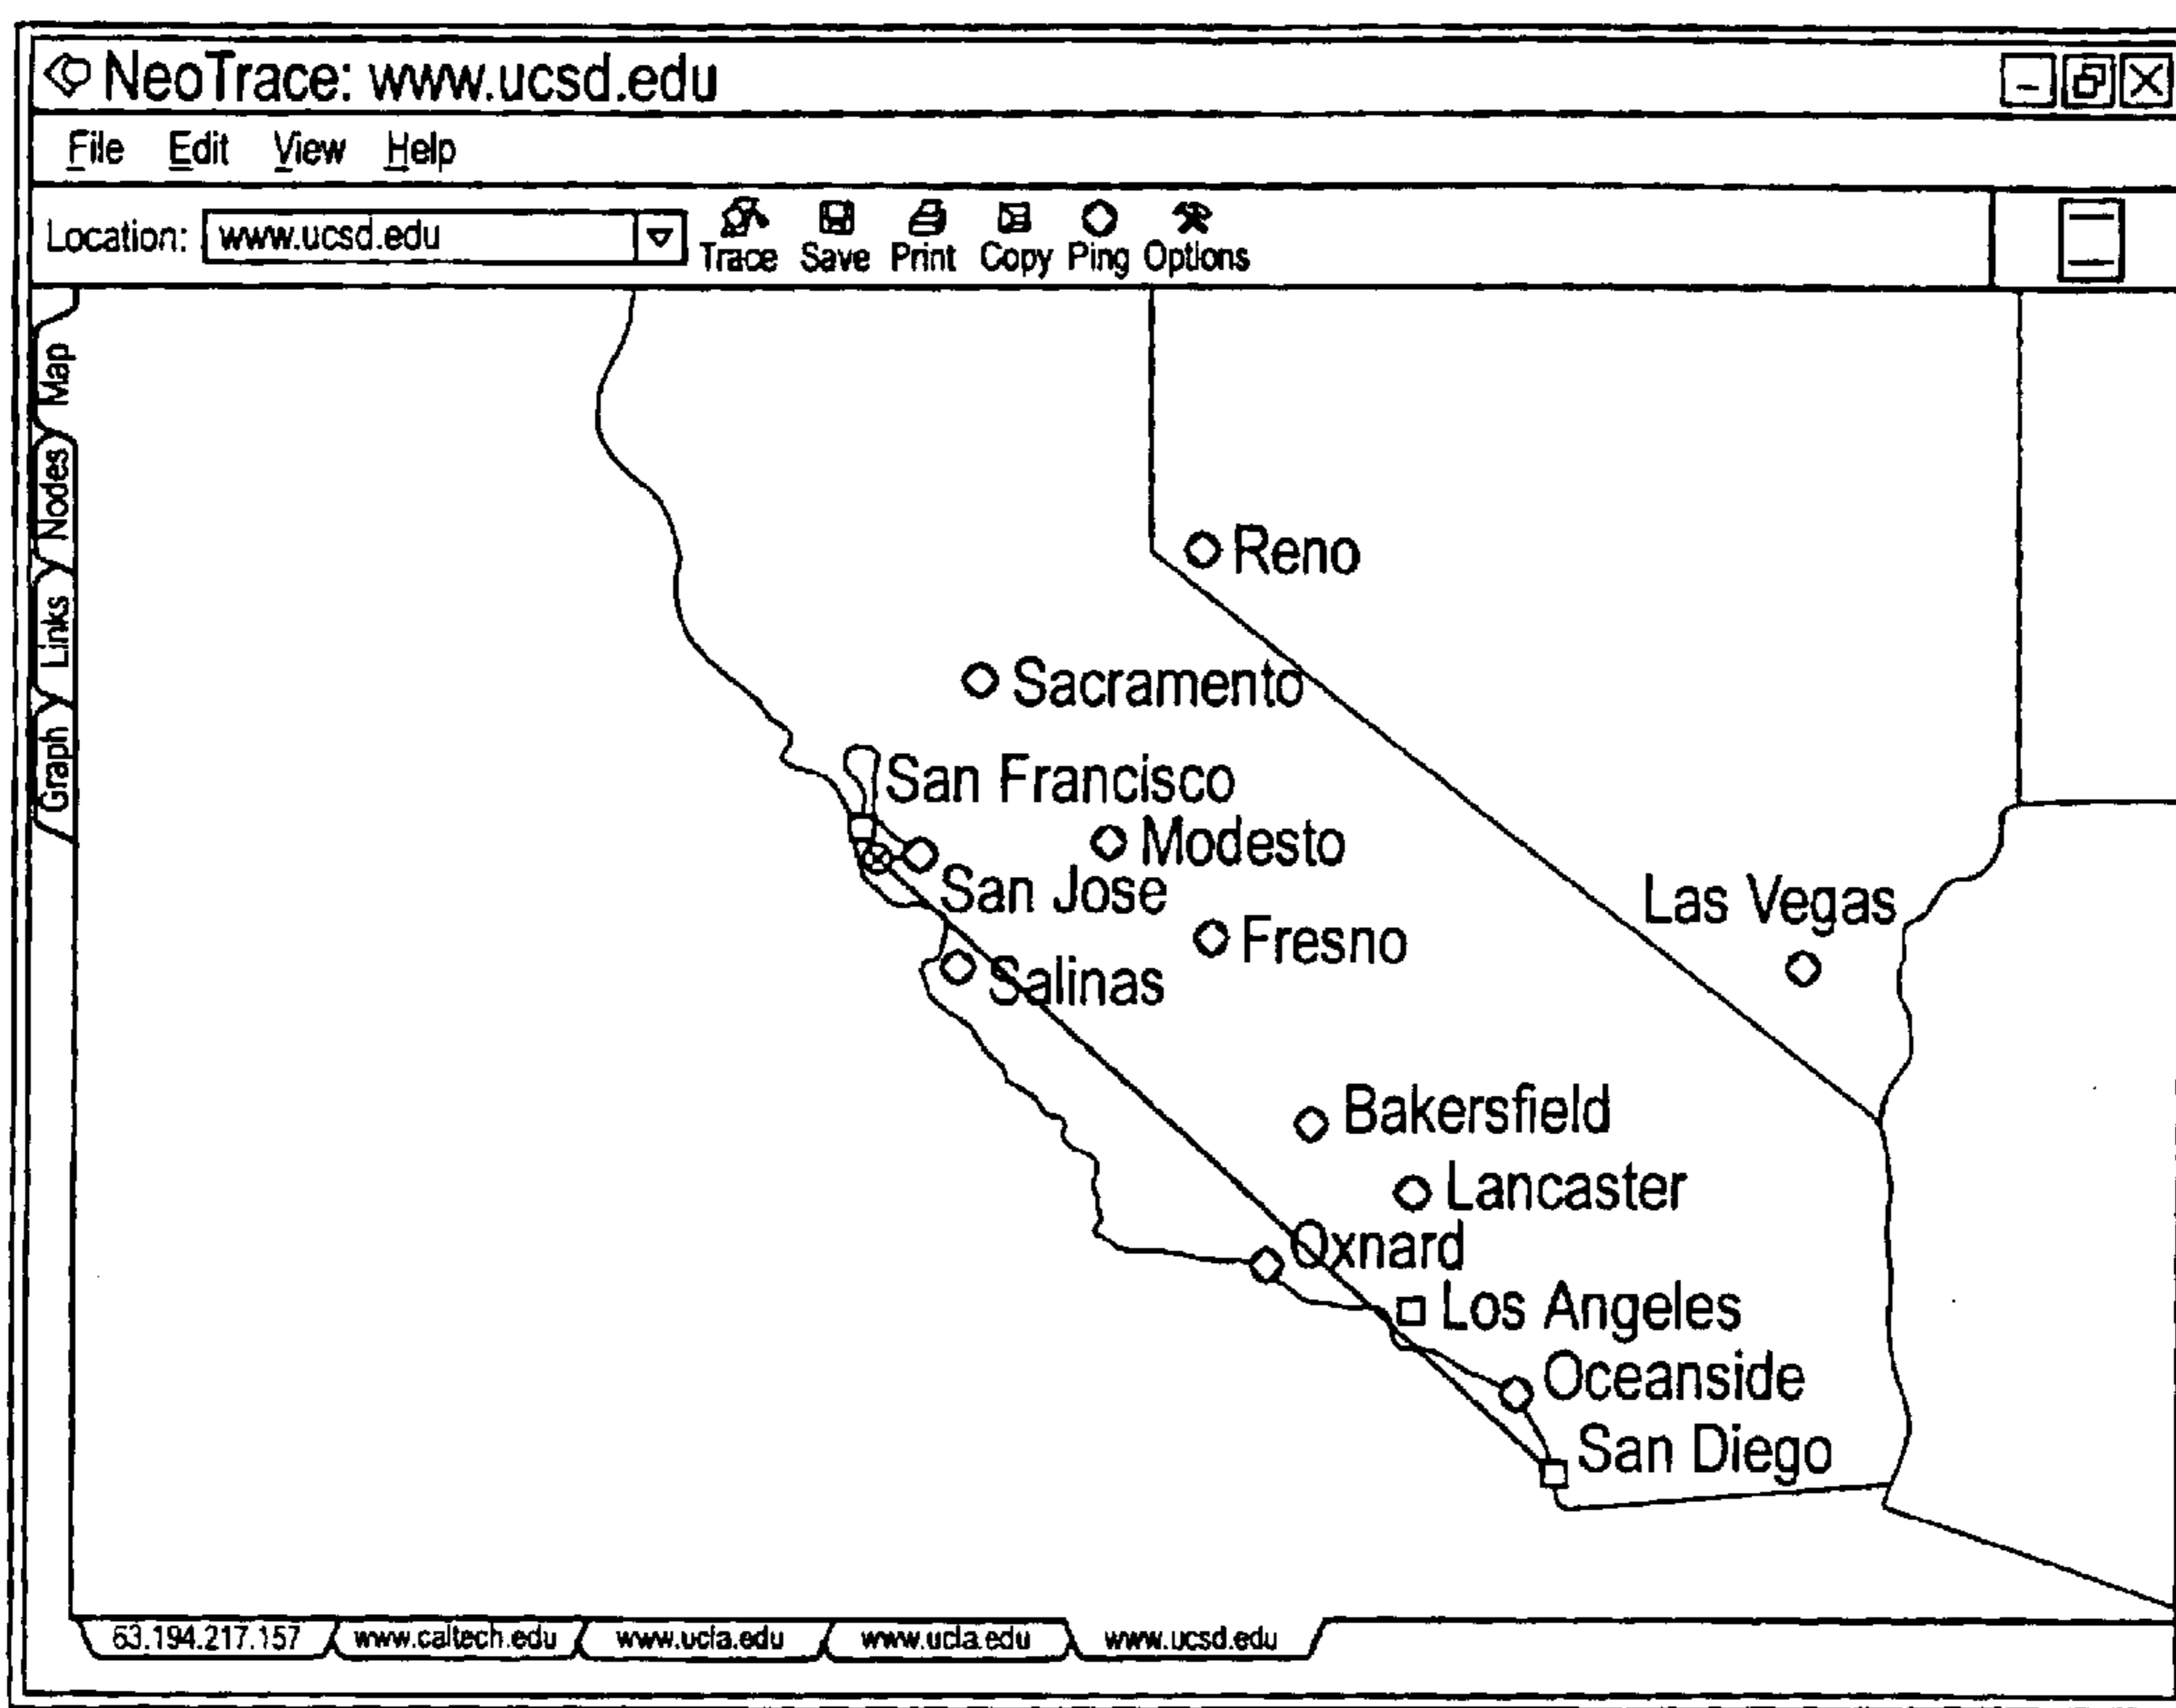 NeoTrace: www.ucsd.edu
File Edit View Help
Location: www.ucsd.edu Trace Save Print Copy Ping Options
Map
Nodes
Links
Graph
Reno
Sacramento
San Francisco
Modesto
San Jose
Las Vegas
Fresno
Salinas
Bakersfield
Lancaster
Oxnard
Los Angeles
Oceanside
San Diego
63.194.217.157 www.caltech.edu www.ucla.edu www.ucla.edu www.ucsd.edu